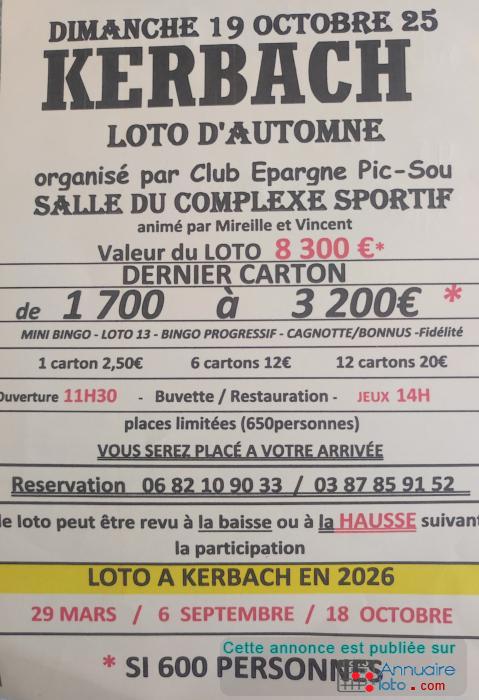 DIMANCHE 19 OCTOBRE 25
KERBACH
LOTO D'AUTOMNE
organisé par Club Epargne Pic-Sou
SALLE DU COMPLEXE SPORTIF
animé par Mireille et Vincent
Valeur du LOTO 8 300 €*
DERNIER CARTON
de 1 700 à 3 200€ *
MINI BINGO - LOTO 13 - BINGO PROGRESSIF - CAGNOTTE/BONNUS -Fidélité
1 carton 2,50€ 6 cartons 12€ 12 cartons 20€
Ouverture 11H30 - Buvette / Restauration - JEUX 14H
places limitées (650personnes)
VOUS SEREZ PLACÉ A VOTRE ARRIVÉE
Reservation 06 82 10 90 33 / 03 87 85 91 52
le loto peut être revu à la baisse ou à la HAUSSE suivant
la participation
LOTO A KERBACH EN 2026
29 MARS / 6 SEPTEMBRE / 18 OCTOBRE
Cette annonce est publiée sur
* SI 600 PERSONNES
Annuaire
loto.com